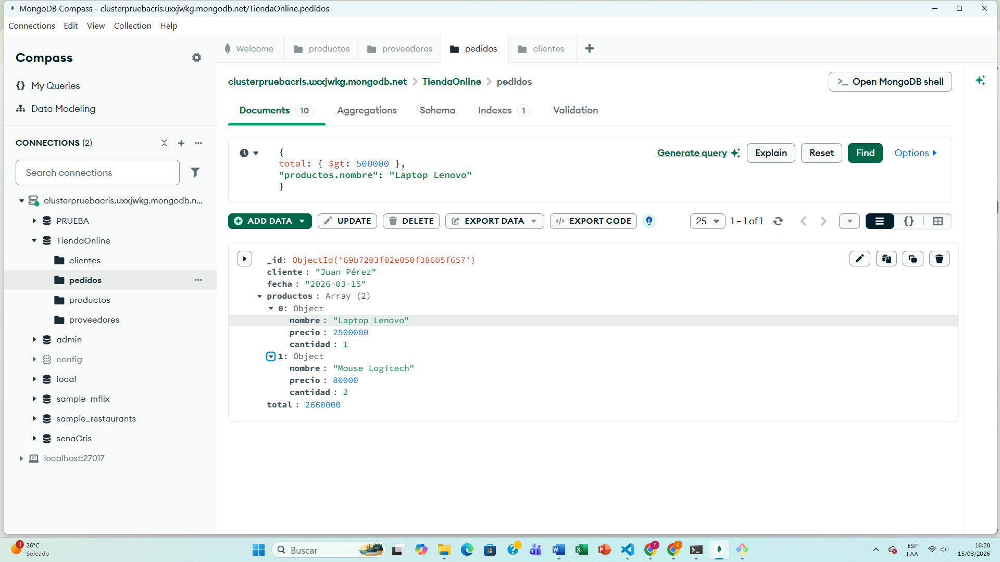 MongoDB Compass - clusterpruebacris.uxxjwkg.mongodb.net/TiendaOnline.pedidos
Connections Edit View Collection Help
Compass
My Queries
Data Modeling
CONNECTIONS (2)
Search connections
clusterpruebacris.uxxjwkg.mongodb.n...
PRUEBA
TiendaOnline
clientes
pedidos
productos
proveedores
admin
config
local
sample_mflix
sample_restaurants
senaCris
localhost:27017
Welcome productos proveedores pedidos clientes
clusterpruebacris.uxxjwkg.mongodb.net > TiendaOnline > pedidos
>_ Open MongoDB shell
Documents 10 Aggregations Schema Indexes 1 Validation
{
total: { $gt: 500000 },
"productos.nombre": "Laptop Lenovo"
}
Generate query Explain Reset Find Options
ADD DATA UPDATE DELETE EXPORT DATA EXPORT CODE 25 1 – 1 of 1
_id: ObjectId('69b7203f02e050f38605f657')
cliente : "Juan Pérez"
fecha : "2026-03-15"
productos : Array (2)
0: Object
nombre : "Laptop Lenovo"
precio : 2500000
cantidad : 1
1: Object
nombre : "Mouse Logitech"
precio : 80000
cantidad : 2
total : 2660000
1
26°C
Soleado
Buscar
ESP
LAA
16:28
15/03/2026